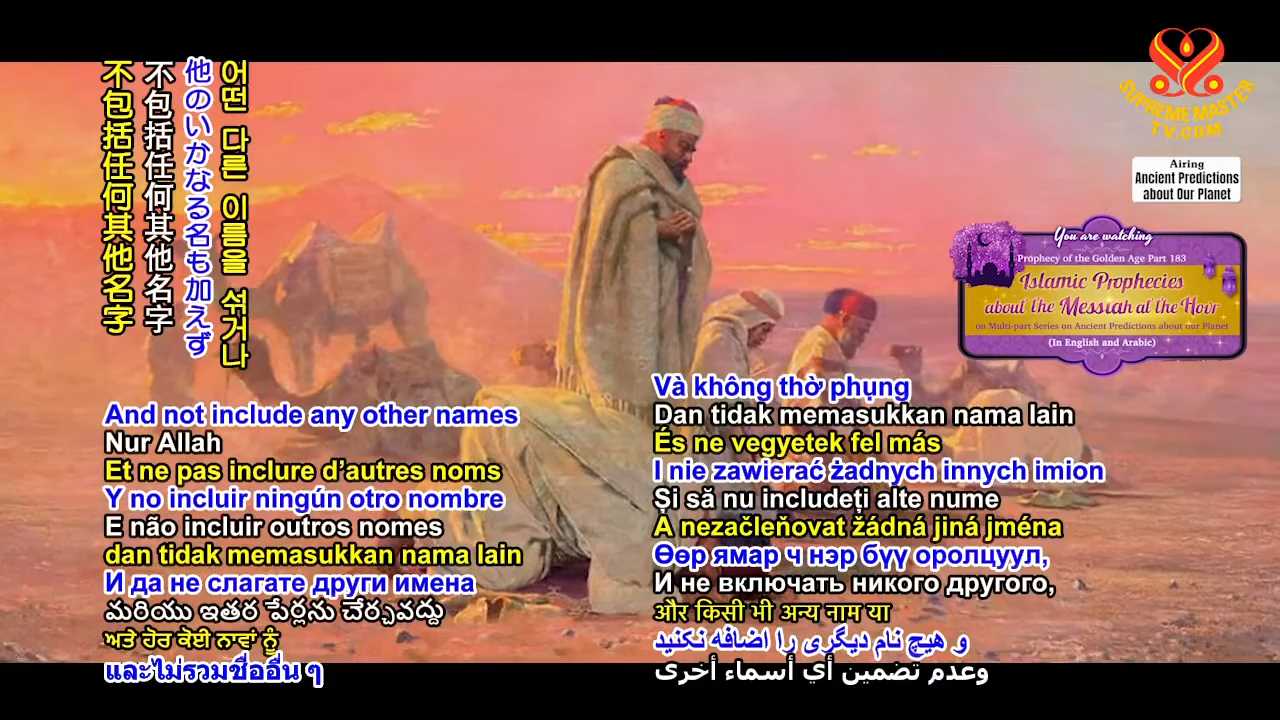 어떤 다른 이름을 섞거나
他のいかなる名も加えず
不包括任何其他名字
不包括任何其他名字
And not include any other names
Nur Allah
Et ne pas inclure d’autres noms
Y no incluir ningún otro nombre
E não incluir outros nomes
dan tidak memasukkan nama lain
И да не слагате други имена
మరియు ఇతర పేర్లను చేర్చవద్దు
ਅਤੇ ਹੋਰ ਕੋਈ ਨਾਵਾਂ ਨੂੰ
และไม่รวมชื่ออื่น ๆ
Và không thờ phụng
Dan tidak memasukkan nama lain
És ne vegyetek fel más
I nie zawierać żadnych innych imion
Și să nu includeți alte nume
A nezačleňovat žádná jiná jména
Өөр ямар ч нэр бүү оролцуул,
И не включать никого другого,
और किसी भी अन्य नाम या
و هیچ نام دیگری را اضافه نکنید
وعدم تضمين أي أسماء أخرى
SUPREME MASTER
TV.COM
Airing
Ancient Predictions
about Our Planet
You are watching
Prophecy of the Golden Age Part 183
Islamic Prophecies
about the Messiah at the Hour
on Multi-part Series on Ancient Predictions about our Planet
(In English and Arabic)